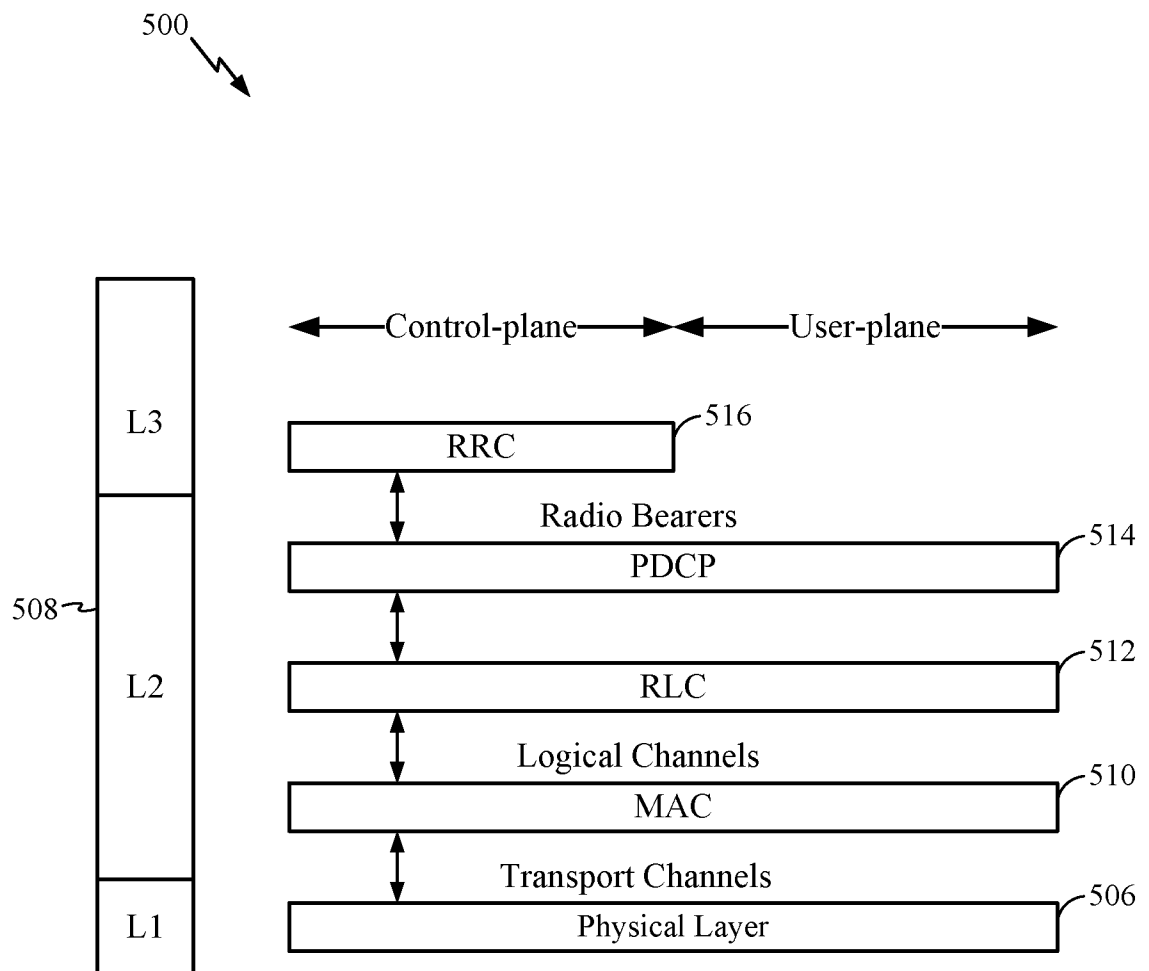 500
Control-plane
User-plane
L3
516
RRC
Radio Bearers
514
PDCP
508
512
L2
RLC
Logical Channels
510
MAC
Transport Channels
506
L1
Physical Layer